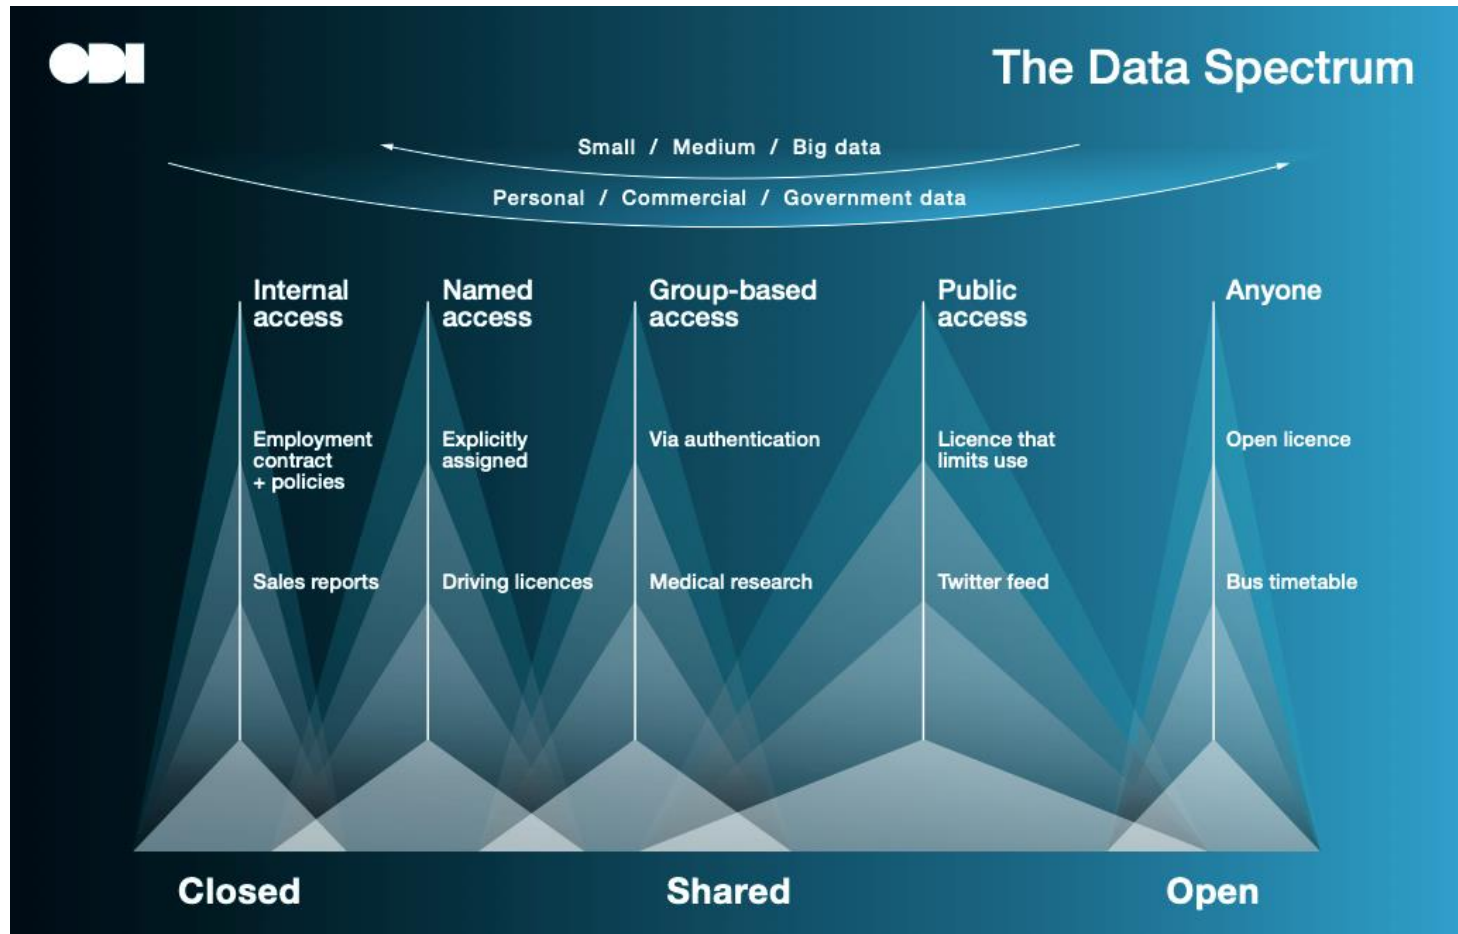 ODI
The Data Spectrum
Small / Medium / Big data
Personal / Commercial / Government data
Internal
access
Named
access
Group-based
access
Public
access
Anyone
Employment
contract
+ policies
Explicitly
assigned
Via authentication
Licence that
limits use
Open licence
Sales reports
Driving licences
Medical research
Twitter feed
Bus timetable
Closed
Shared
Open